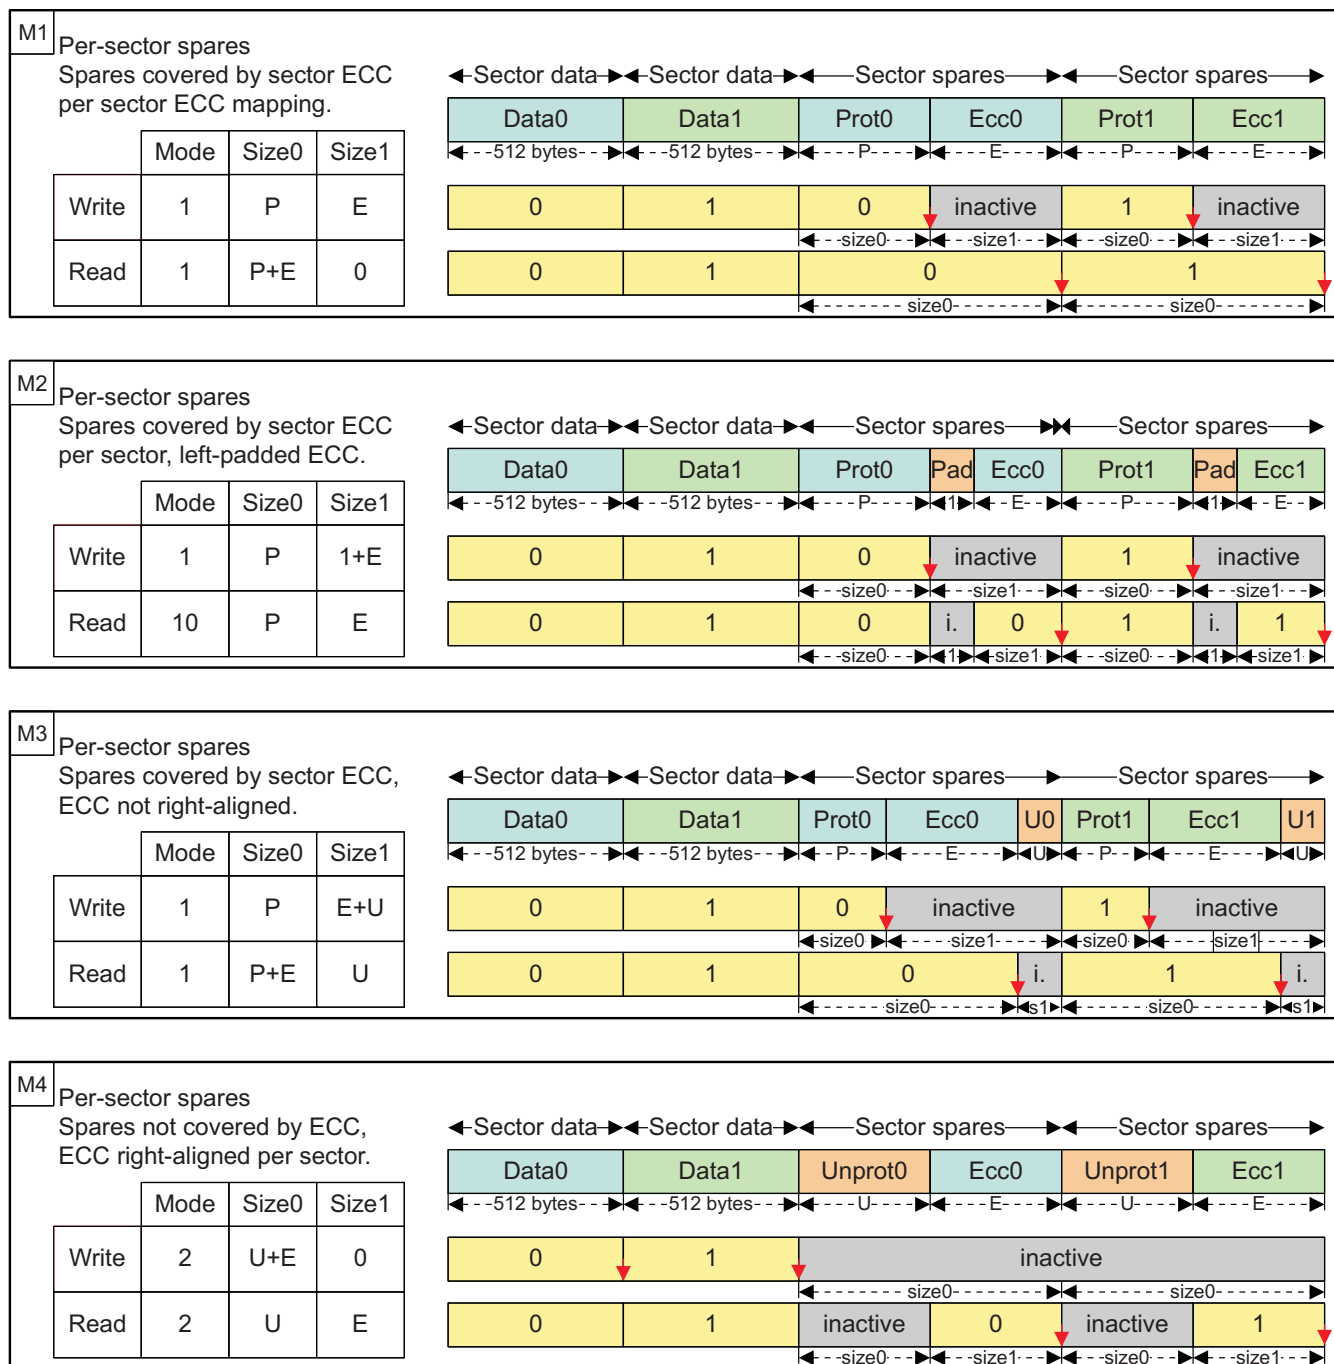 M1
Per-sector spares
Spares covered by sector ECC
per sector ECC mapping.
Mode Size0 Size1
Write 1 P E
Read 1 P+E 0
Sector data Sector data Sector spares Sector spares
Data0 Data1 Prot0 Ecc0 Prot1 Ecc1
512 bytes 512 bytes P E P E
0 1 0 inactive 1 inactive
size0 size1 size0 size1
0 1 0 1
size0 size0
M2
Per-sector spares
Spares covered by sector ECC
per sector, left-padded ECC.
Mode Size0 Size1
Write 1 P 1+E
Read 10 P E
Sector data Sector data Sector spares Sector spares
Data0 Data1 Prot0 Pad Ecc0 Prot1 Pad Ecc1
512 bytes 512 bytes P 1 E P 1 E
0 1 0 inactive 1 inactive
size0 size1 size0 size1
0 1 0 i. 0 1 i. 1
size0 1 size1 size0 1 size1
M3
Per-sector spares
Spares covered by sector ECC,
ECC not right-aligned.
Mode Size0 Size1
Write 1 P E+U
Read 1 P+E U
Sector data Sector data Sector spares Sector spares
Data0 Data1 Prot0 Ecc0 U0 Prot1 Ecc1 U1
512 bytes 512 bytes P E U P E U
0 1 0 inactive 1 inactive
size0 size1 size0 size1
0 1 0 i. 1 i.
size0 s1 size0 s1
M4
Per-sector spares
Spares not covered by ECC,
ECC right-aligned per sector.
Mode Size0 Size1
Write 2 U+E 0
Read 2 U E
Sector data Sector data Sector spares Sector spares
Data0 Data1 Unprot0 Ecc0 Unprot1 Ecc1
512 bytes 512 bytes U E U E
0 1 inactive
size0 size0
0 1 inactive 0 inactive 1
size0 size1 size0 size1